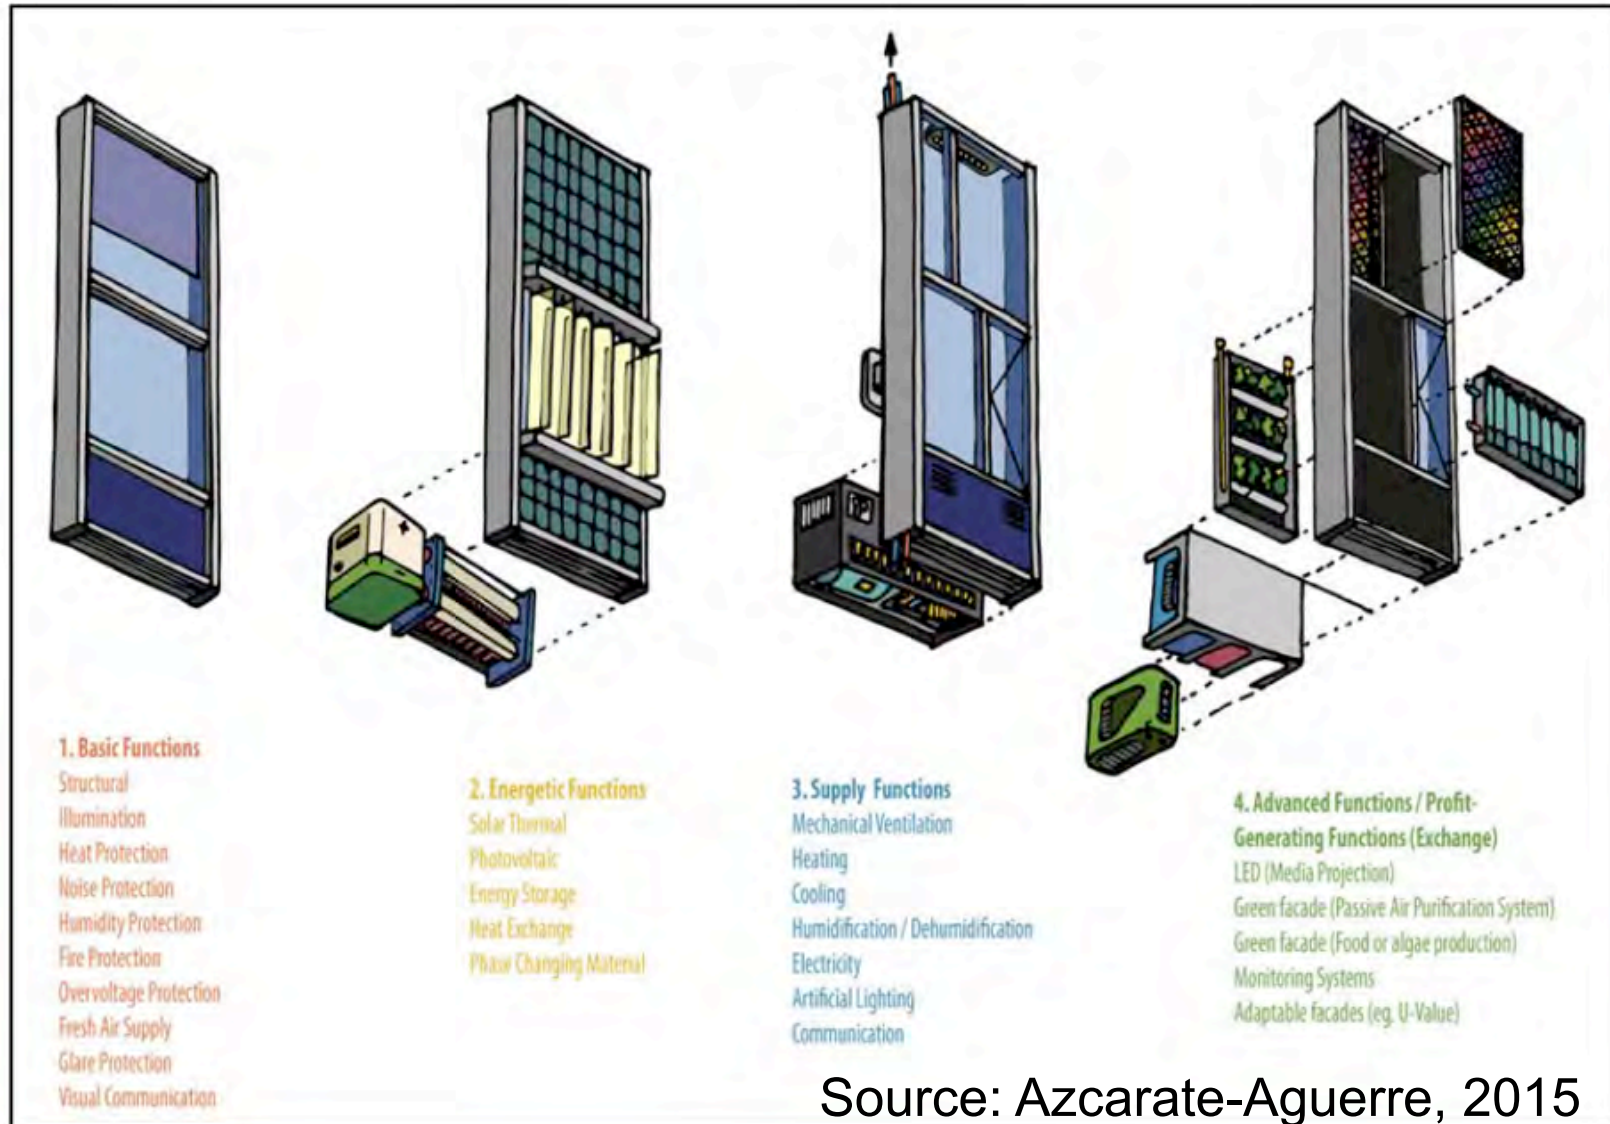 1. Basic Functions
Structural
Illumination
Heat Protection
Noise Protection
Humidity Protection
Fire Protection
Overvoltage Protection
Fresh Air Supply
Glare Protection
Visual Communication
2. Energetic Functions
Solar Thermal
Photovoltaic
Energy Storage
Heat Exchange
Phase Changing Material
3. Supply Functions
Mechanical Ventilation
Heating
Cooling
Humidification / Dehumidification
Electricity
Artificial Lighting
Communication
4. Advanced Functions / Profit-
Generating Functions (Exchange)
LED (Media Projection)
Green facade (Passive Air Purification System)
Green facade (Food or algae production)
Monitoring Systems
Adaptable facades (eg. U-Value)
Source: Azcarate-Aguerre, 2015